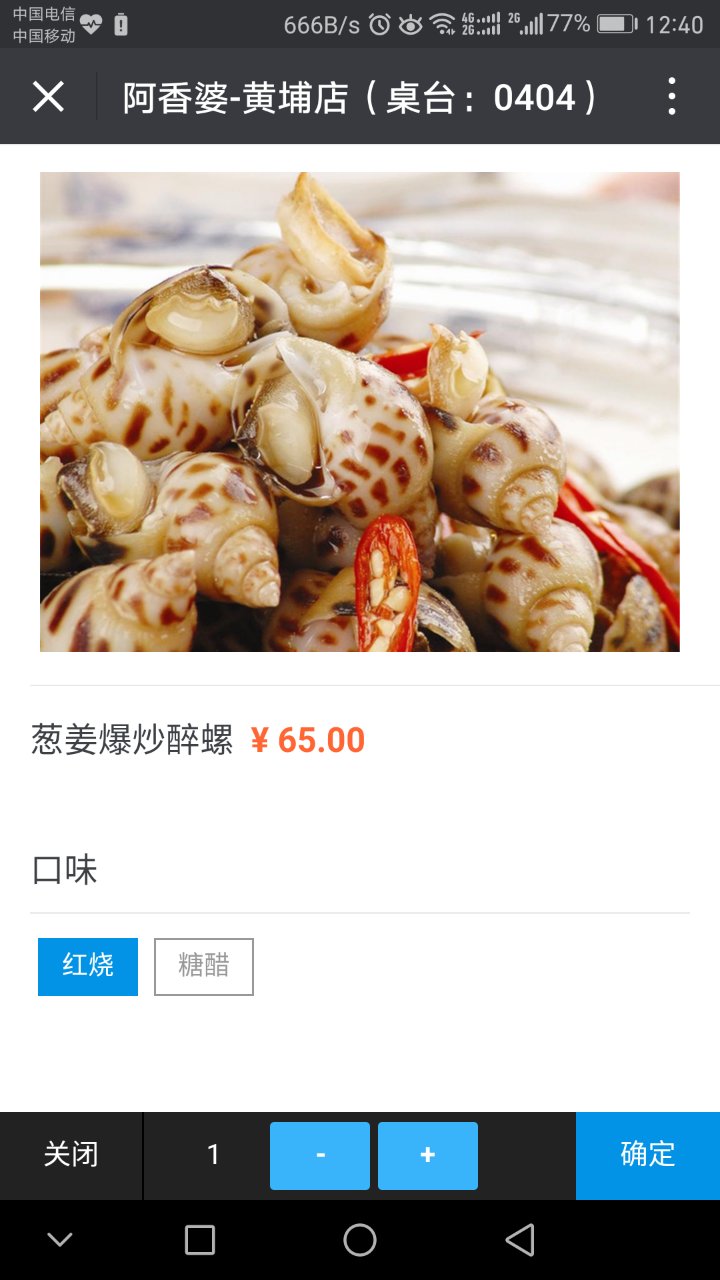 中国电信
中国移动
666B/s 4G 2G 2G 77% 12:40
阿香婆-黄埔店（桌台：0404）
葱姜爆炒醉螺 ¥ 65.00
口味
红烧 糖醋
关闭 1 - + 确定